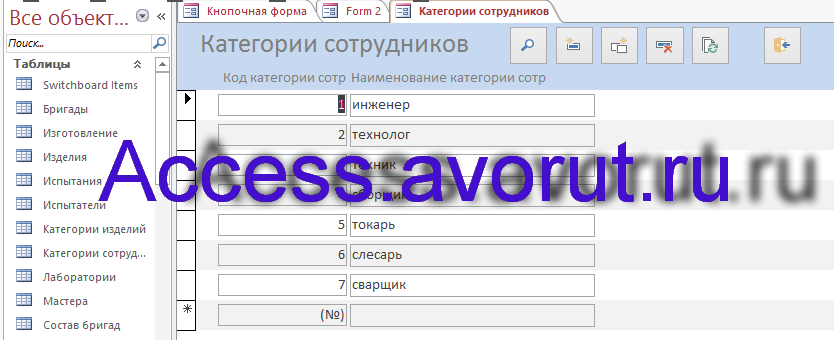 Все объект... «
Поиск...
Таблицы
Switchboard Items
Бригады
Изготовление
Изделия
Испытания
Испытатели
Категории изделий
Категории сотруд...
Лаборатории
Мастера
Состав бригад
Кнопочная форма Form 2 Категории сотрудников
Категории сотрудников
Код категории сотр Наименование категории сотр
1 инженер
2 технолог
техник
сборщик
5 токарь
6 слесарь
7 сварщик
* (№)
Access.avorut.ru